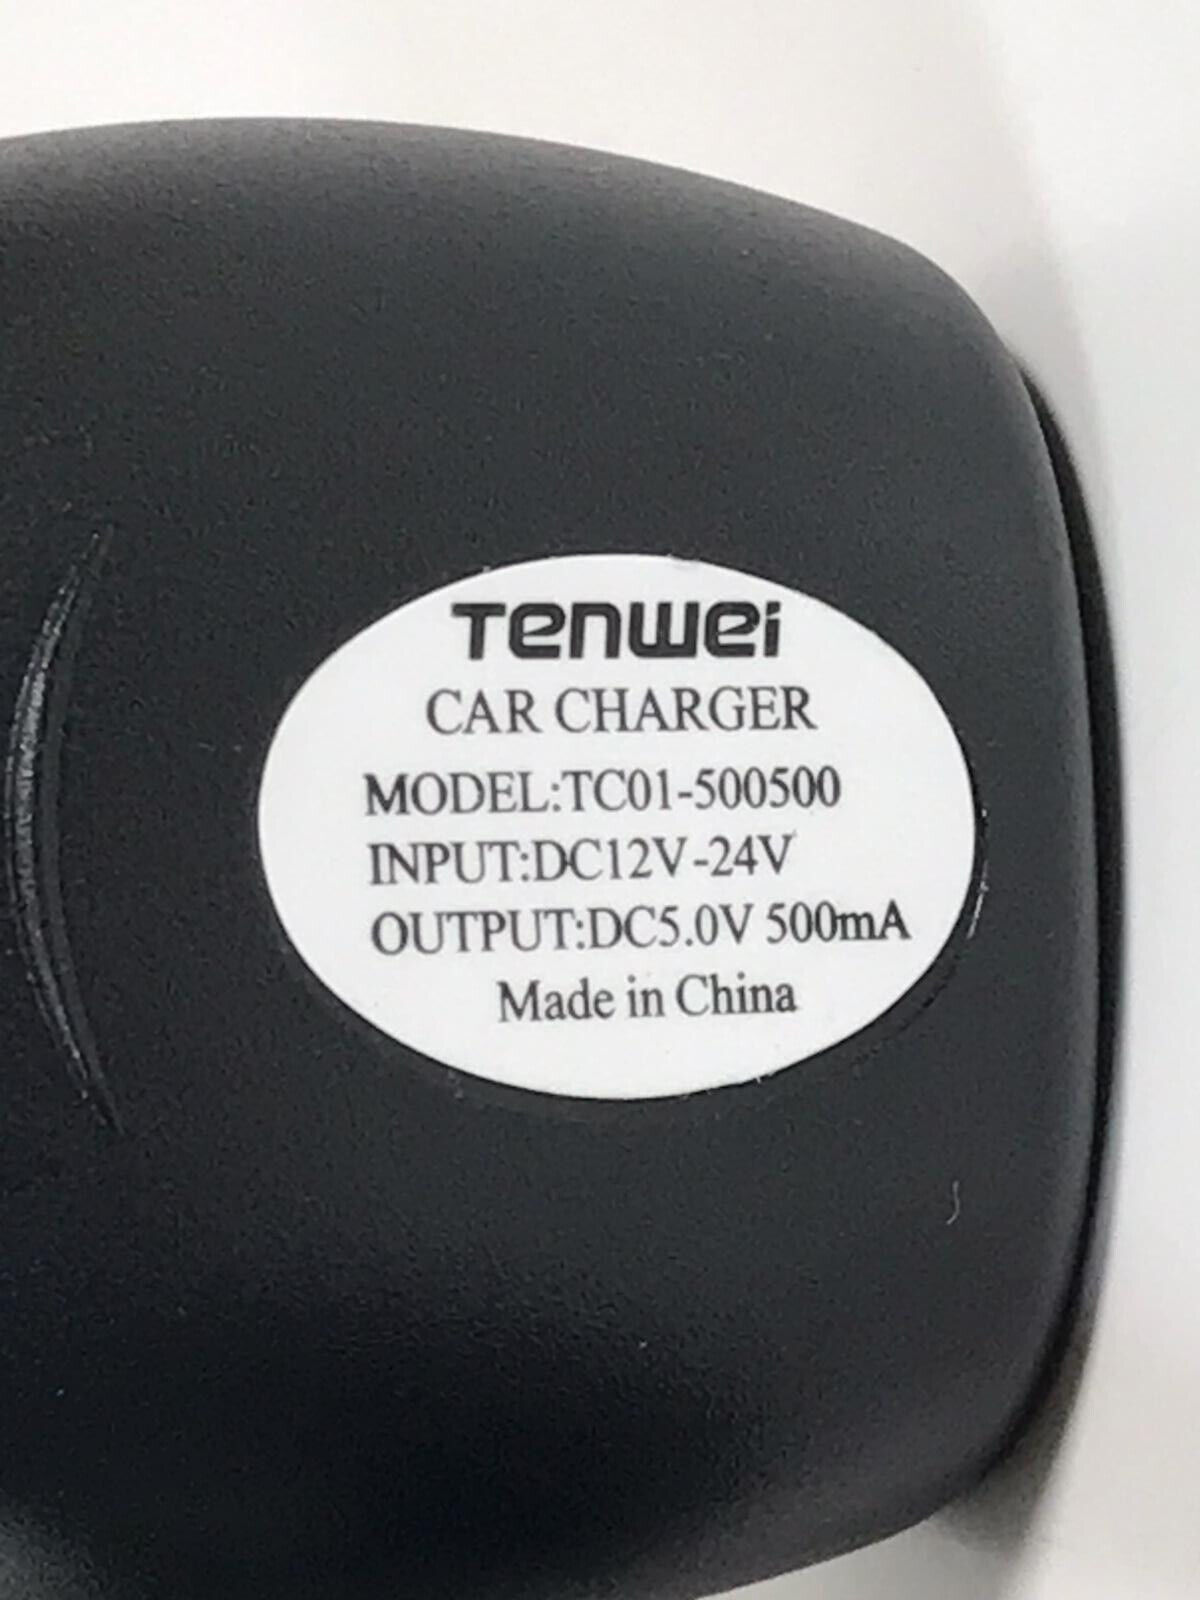 Tenwei
CAR CHARGER
MODEL:TC01-500500
INPUT:DC12V-24V
OUTPUT:DC5.0V 500mA
Made in China